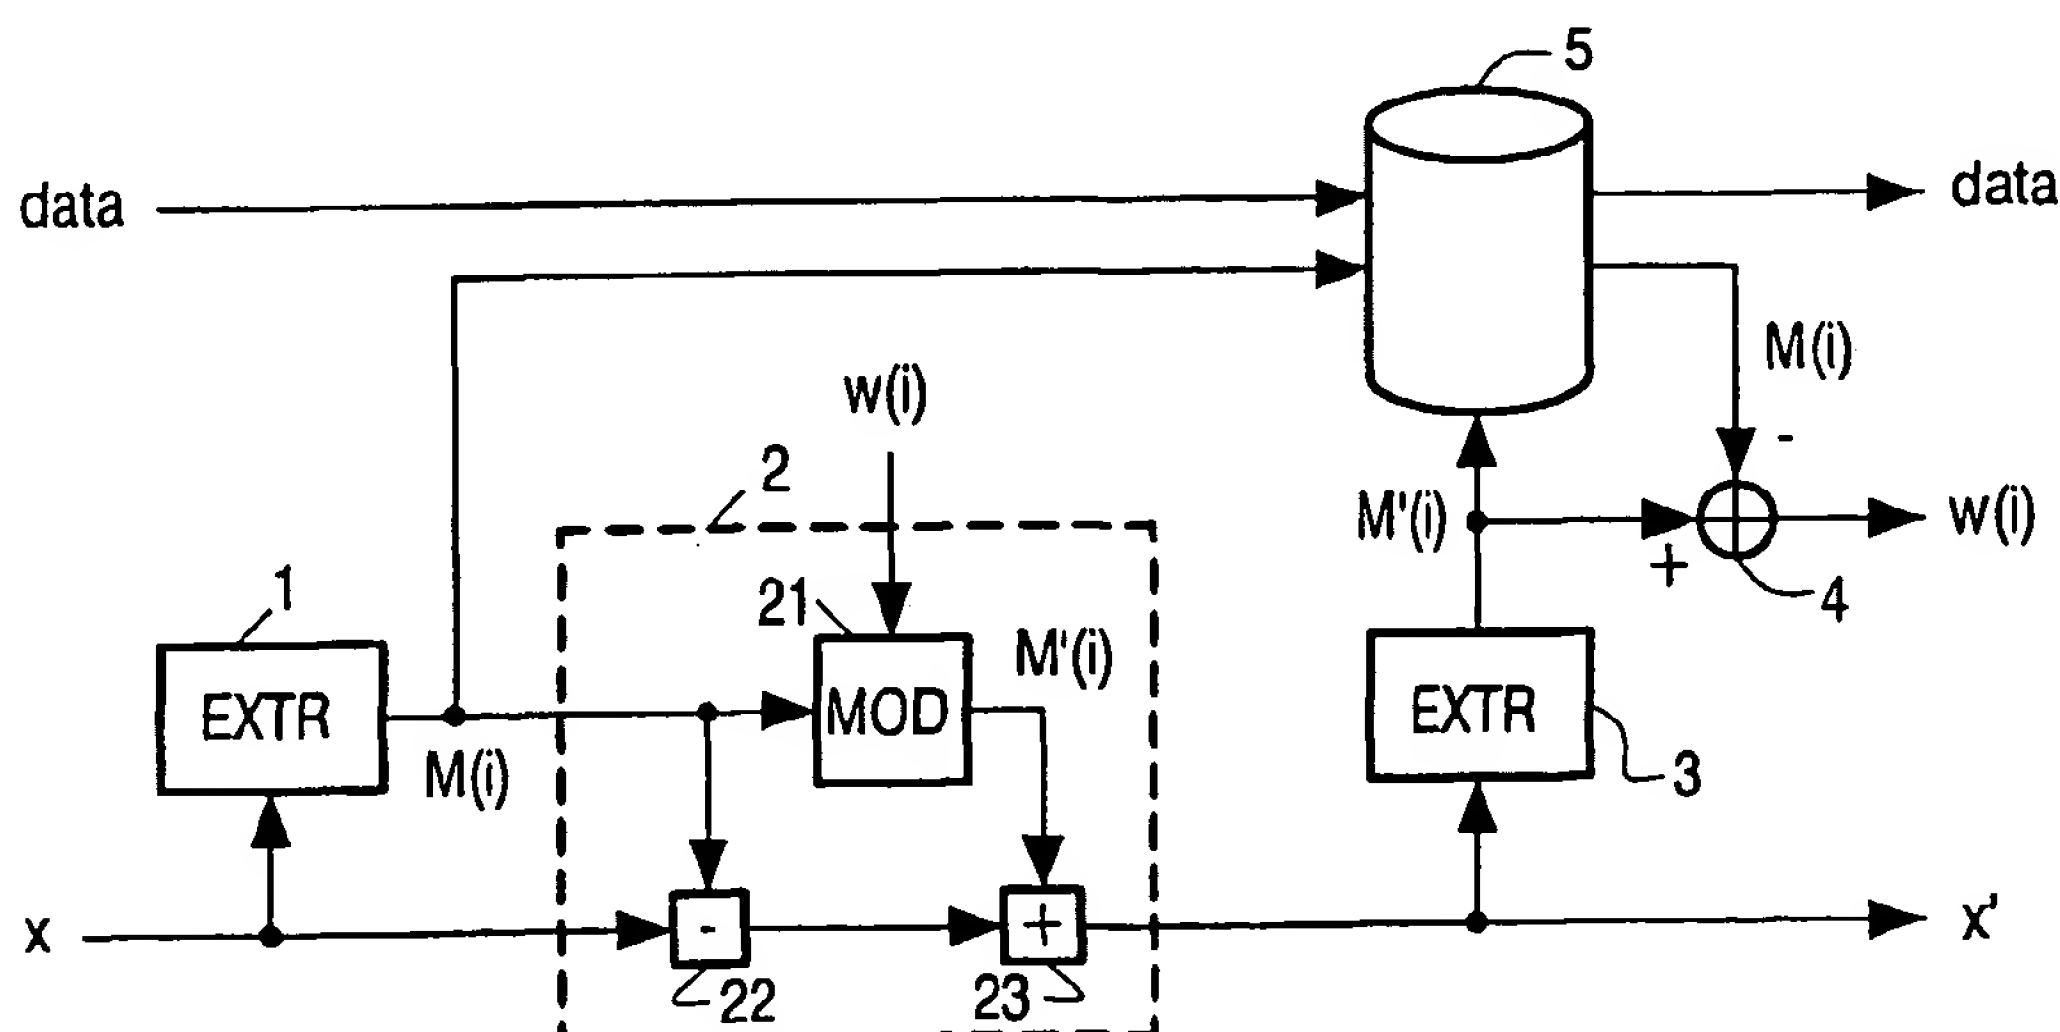 5
data
data
M(i)
w(i)
2
-
M'(i)
w(i)
+
1
21
M'(i)
4
EXTR
MOD
EXTR
M(i)
3
x
-
+
x'
22
23